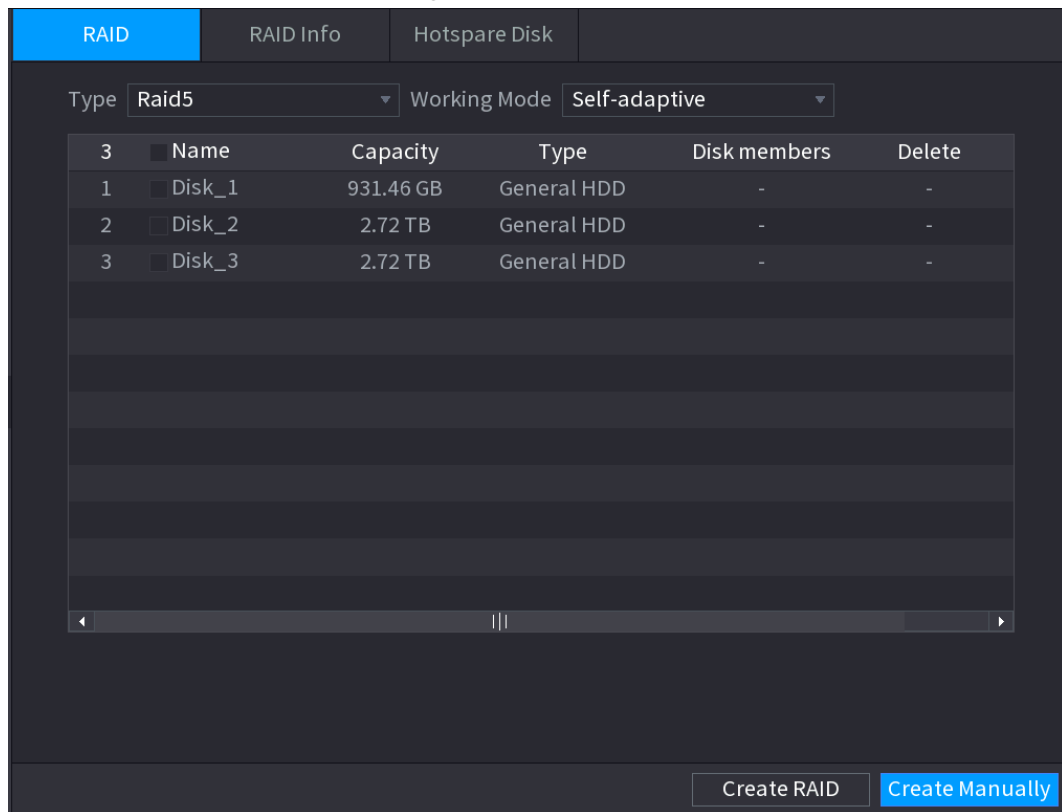 RAID RAID Info Hotspare Disk
Type Raid5 Working Mode Self-adaptive
3 Name Capacity Type Disk members Delete
1 Disk_1 931.46 GB General HDD - -
2 Disk_2 2.72 TB General HDD - -
3 Disk_3 2.72 TB General HDD - -
Create RAID Create Manually